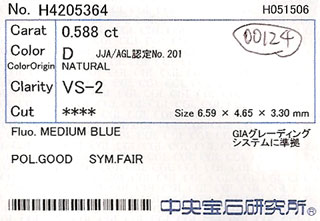 No. H4205364 H051506
Carat 0.588 ct 00124
Color D JJA/AGL認定No.201
ColorOrigin NATURAL
Clarity VS-2
Cut **** Size 6.59 × 4.65 × 3.30 mm
Fluo. MEDIUM BLUE GIAグレーディング
システムに準拠
POL.GOOD SYM.FAIR
中央宝石研究所®